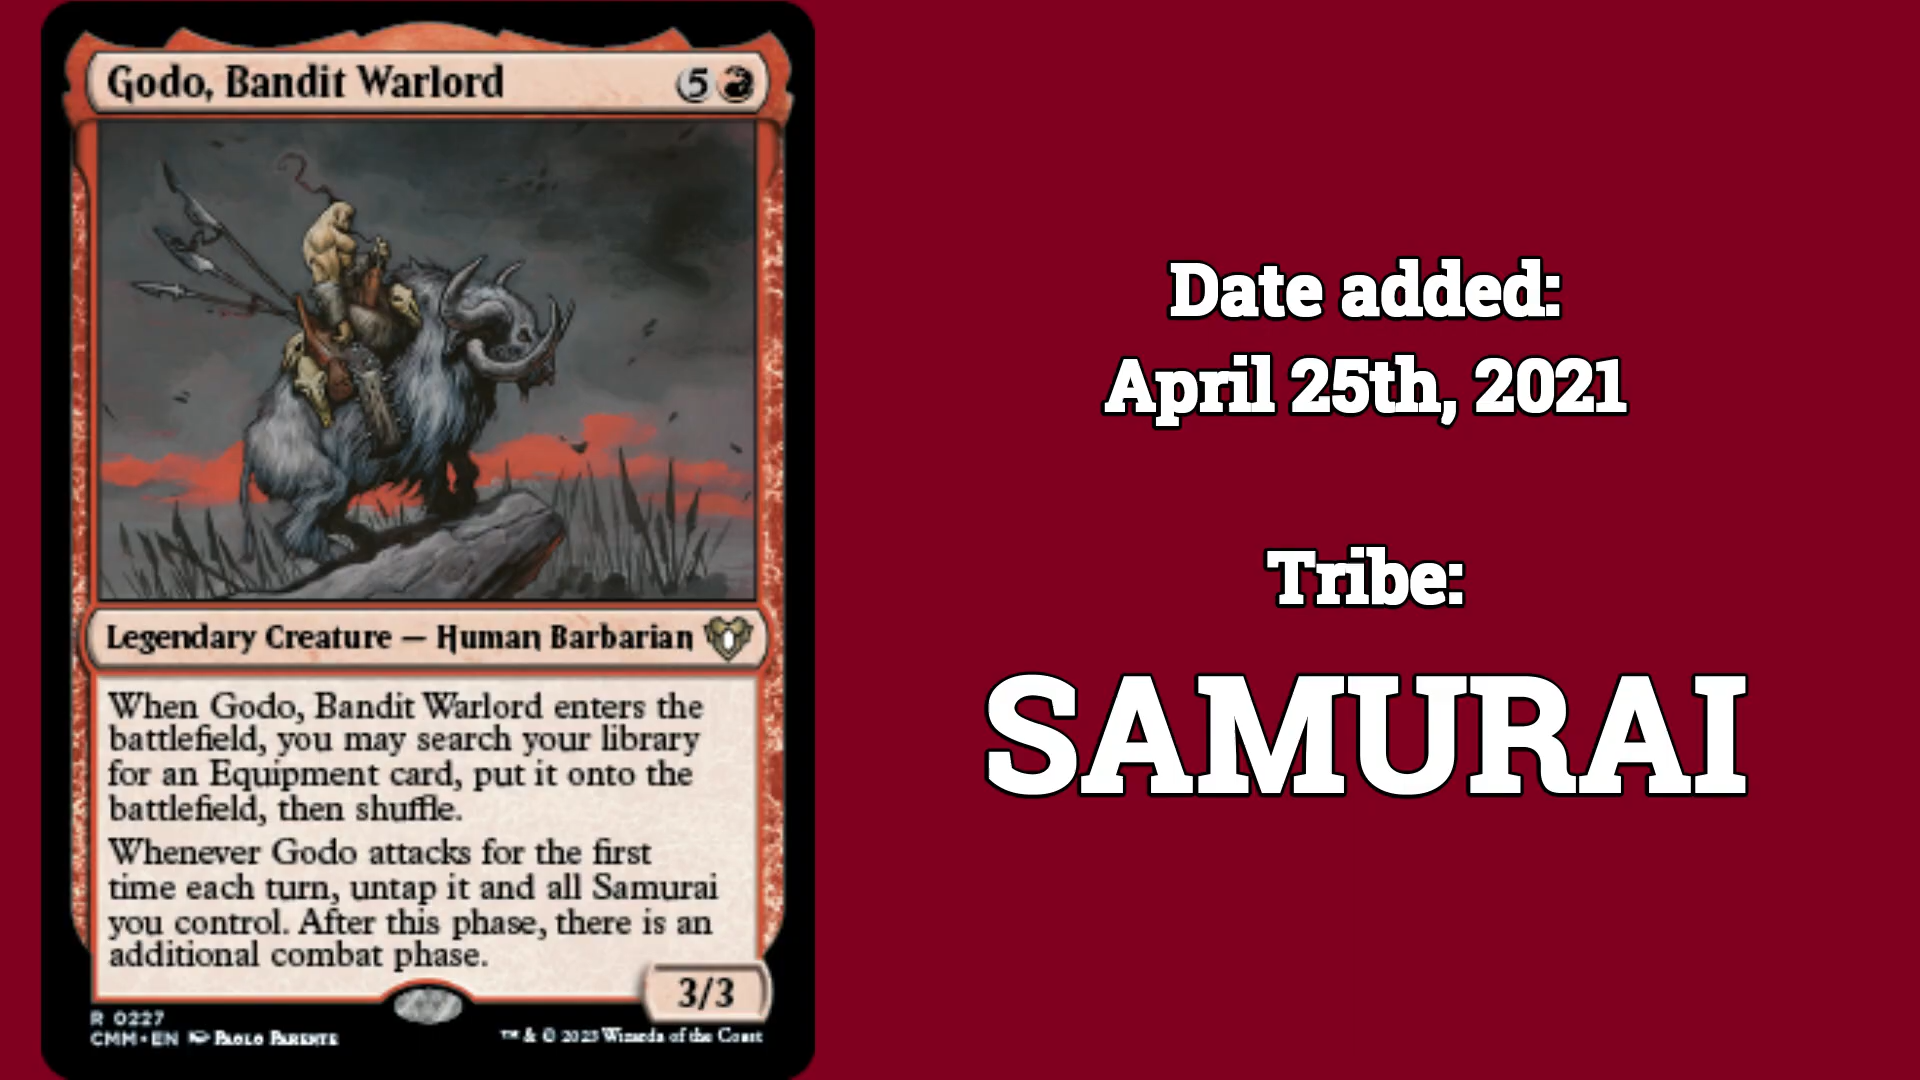 Godo, Bandit Warlord 5
Legendary Creature — Human Barbarian
When Godo, Bandit Warlord enters the
battlefield, you may search your library
for an Equipment card, put it onto the
battlefield, then shuffle.
Whenever Godo attacks for the first
time each turn, untap it and all Samurai
you control. After this phase, there is an
additional combat phase.
3/3
R 0227
CMM • EN Paolo Parente
™ & © 2023 Wizards of the Coast
Date added:
April 25th, 2021
Tribe:
SAMURAI